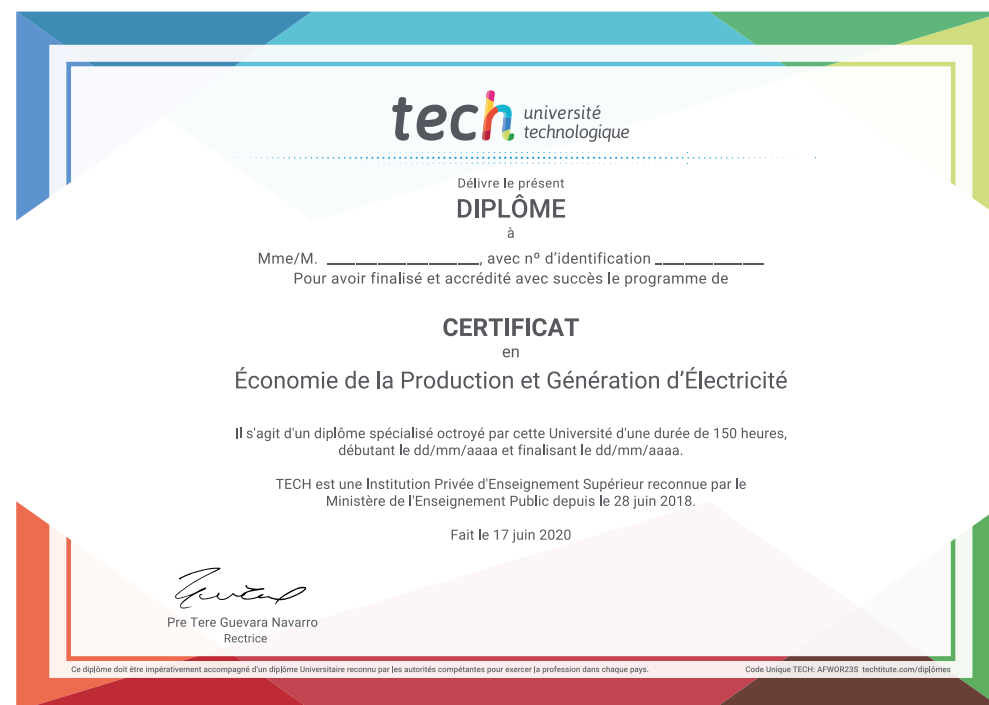 tech université
technologique
Délivre le présent
DIPLÔME
à
Mme/M. ________________, avec nº d'identification ____________
Pour avoir finalisé et accrédité avec succès le programme de
CERTIFICAT
en
Économie de la Production et Génération d'Électricité
Il s'agit d'un diplôme spécialisé octroyé par cette Université d'une durée de 150 heures,
débutant le dd/mm/aaaa et finalisant le dd/mm/aaaa.
TECH est une Institution Privée d'Enseignement Supérieur reconnue par le
Ministère de l'Enseignement Public depuis le 28 juin 2018.
Fait le 17 juin 2020
Pre Tere Guevara Navarro
Rectrice
Ce diplôme doit être impérativement accompagné d'un diplôme Universitaire reconnu par les autorités compétantes pour exercer la profession dans chaque pays.
Code Unique TECH: AFWOR23S techtitute.com/diplômes